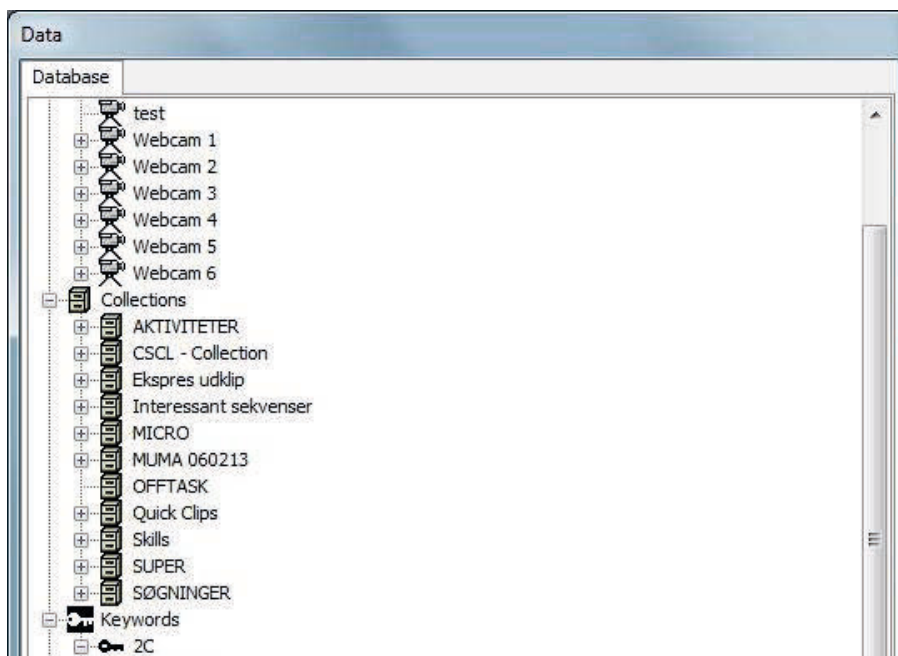 Data
Database
test
Webcam 1
Webcam 2
Webcam 3
Webcam 4
Webcam 5
Webcam 6
Collections
AKTIVITETER
CSCL - Collection
Ekspres udklip
Interessant sekvenser
MICRO
MUMA 060213
OFFTASK
Quick Clips
Skills
SUPER
SØGNINGER
Keywords
2C